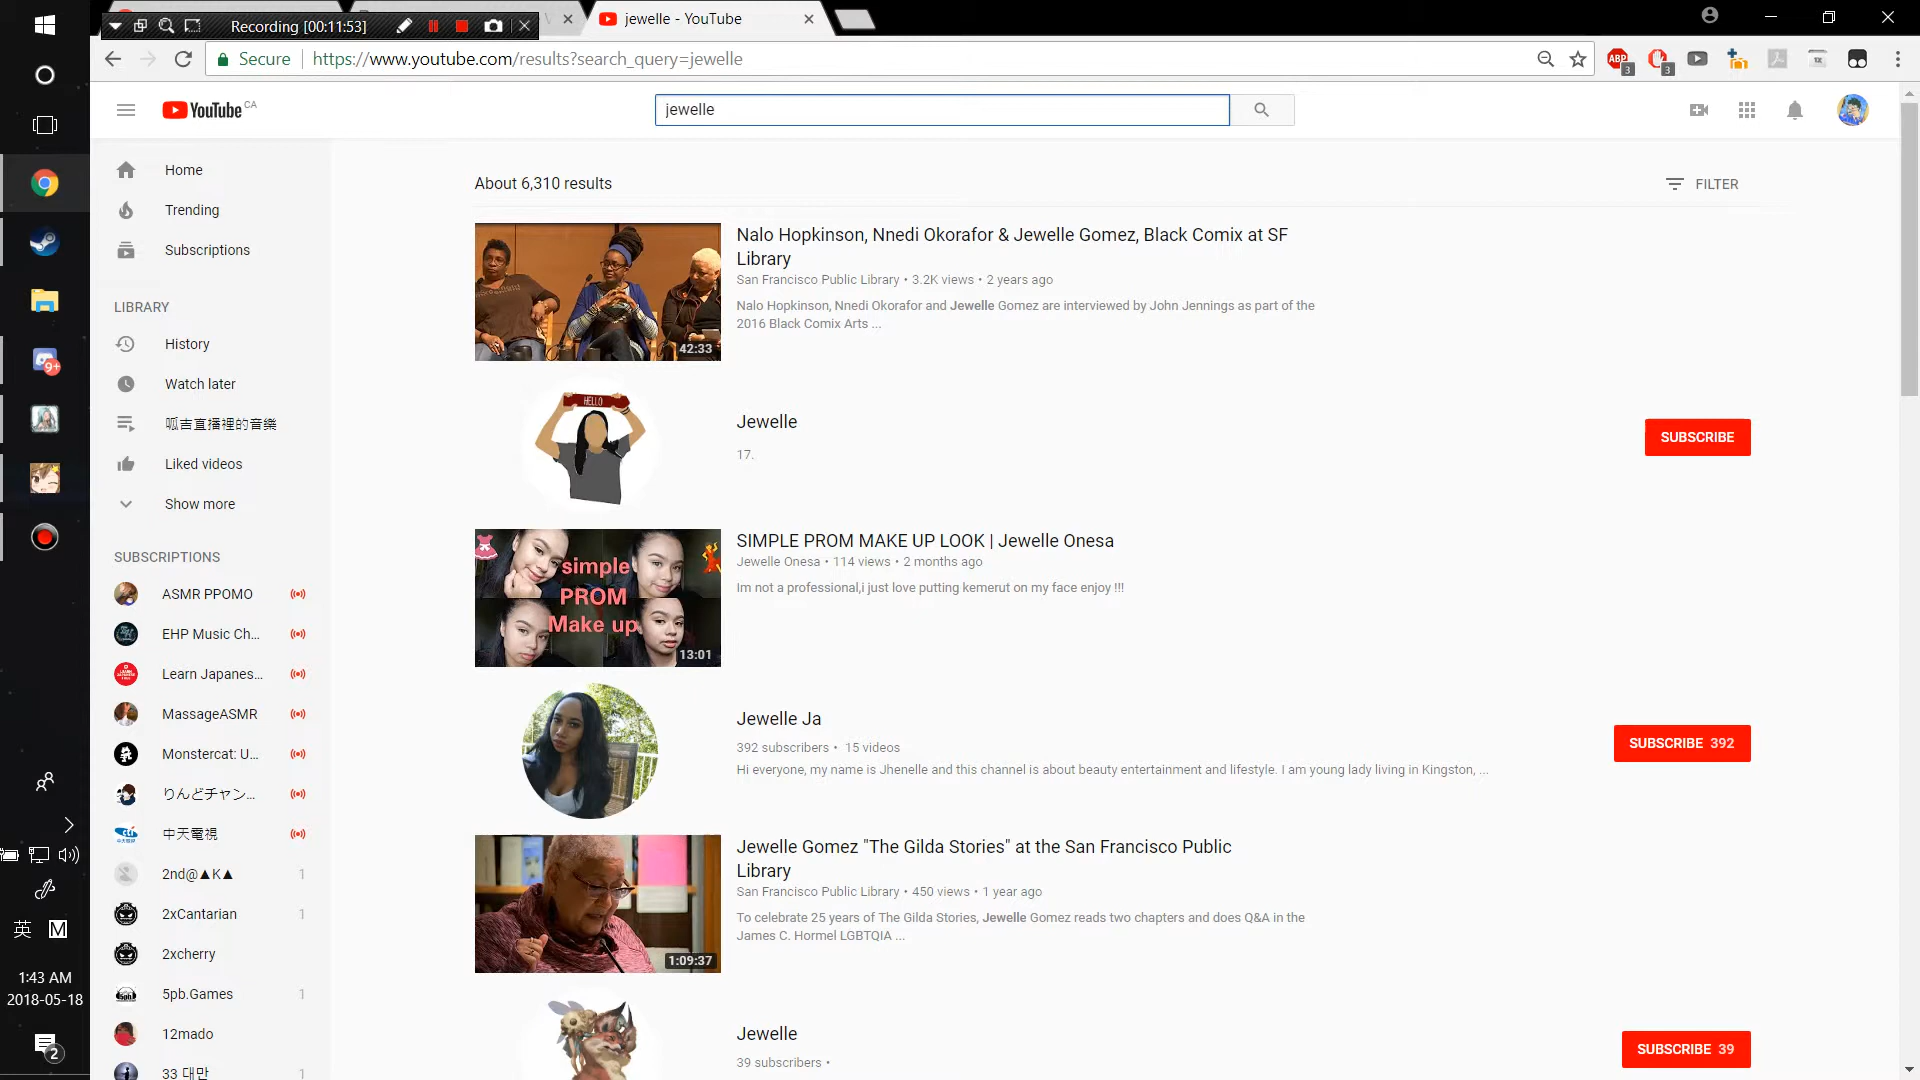 Recording [00:11:53]
jewelle - YouTube
Secure
https://www.youtube.com/results?search_query=jewelle
ABP
3
3
YouTube CA
jewelle
Home
Trending
Subscriptions
LIBRARY
History
Watch later
呱吉直播裡的音樂
Liked videos
Show more
SUBSCRIPTIONS
ASMR PPOMO
EHP Music Ch...
Learn Japanes...
MassageASMR
Monstercat: U...
りんどチャン...
中天電視
2nd@▲K▲ 1
2xCantarian 1
2xcherry
5pb.Games 1
12mado
33 대만 1
About 6,310 results
FILTER
42:33
Nalo Hopkinson, Nnedi Okorafor & Jewelle Gomez, Black Comix at SF
Library
San Francisco Public Library • 3.2K views • 2 years ago
Nalo Hopkinson, Nnedi Okorafor and Jewelle Gomez are interviewed by John Jennings as part of the
2016 Black Comix Arts ...
HELLO
Jewelle
17.
SUBSCRIBE
simple
PROM
Make up
13:01
SIMPLE PROM MAKE UP LOOK | Jewelle Onesa
Jewelle Onesa • 114 views • 2 months ago
Im not a professional,i just love putting kemerut on my face enjoy !!!
Jewelle Ja
392 subscribers • 15 videos
Hi everyone, my name is Jhenelle and this channel is about beauty entertainment and lifestyle. I am young lady living in Kingston, ...
SUBSCRIBE 392
1:09:37
Jewelle Gomez "The Gilda Stories" at the San Francisco Public
Library
San Francisco Public Library • 450 views • 1 year ago
To celebrate 25 years of The Gilda Stories, Jewelle Gomez reads two chapters and does Q&A in the
James C. Hormel LGBTQIA ...
Jewelle
39 subscribers •
SUBSCRIBE 39
9+
英 M
1:43 AM
2018-05-18
2